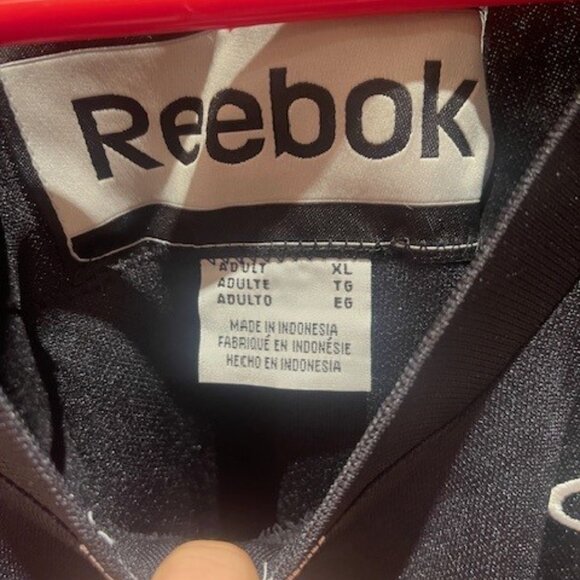 Reebok
ADULT XL
ADULTE TG
ADULTO EG
MADE IN INDONESIA
FABRIQUÉ EN INDONÉSIE
HECHO EN INDONESIA